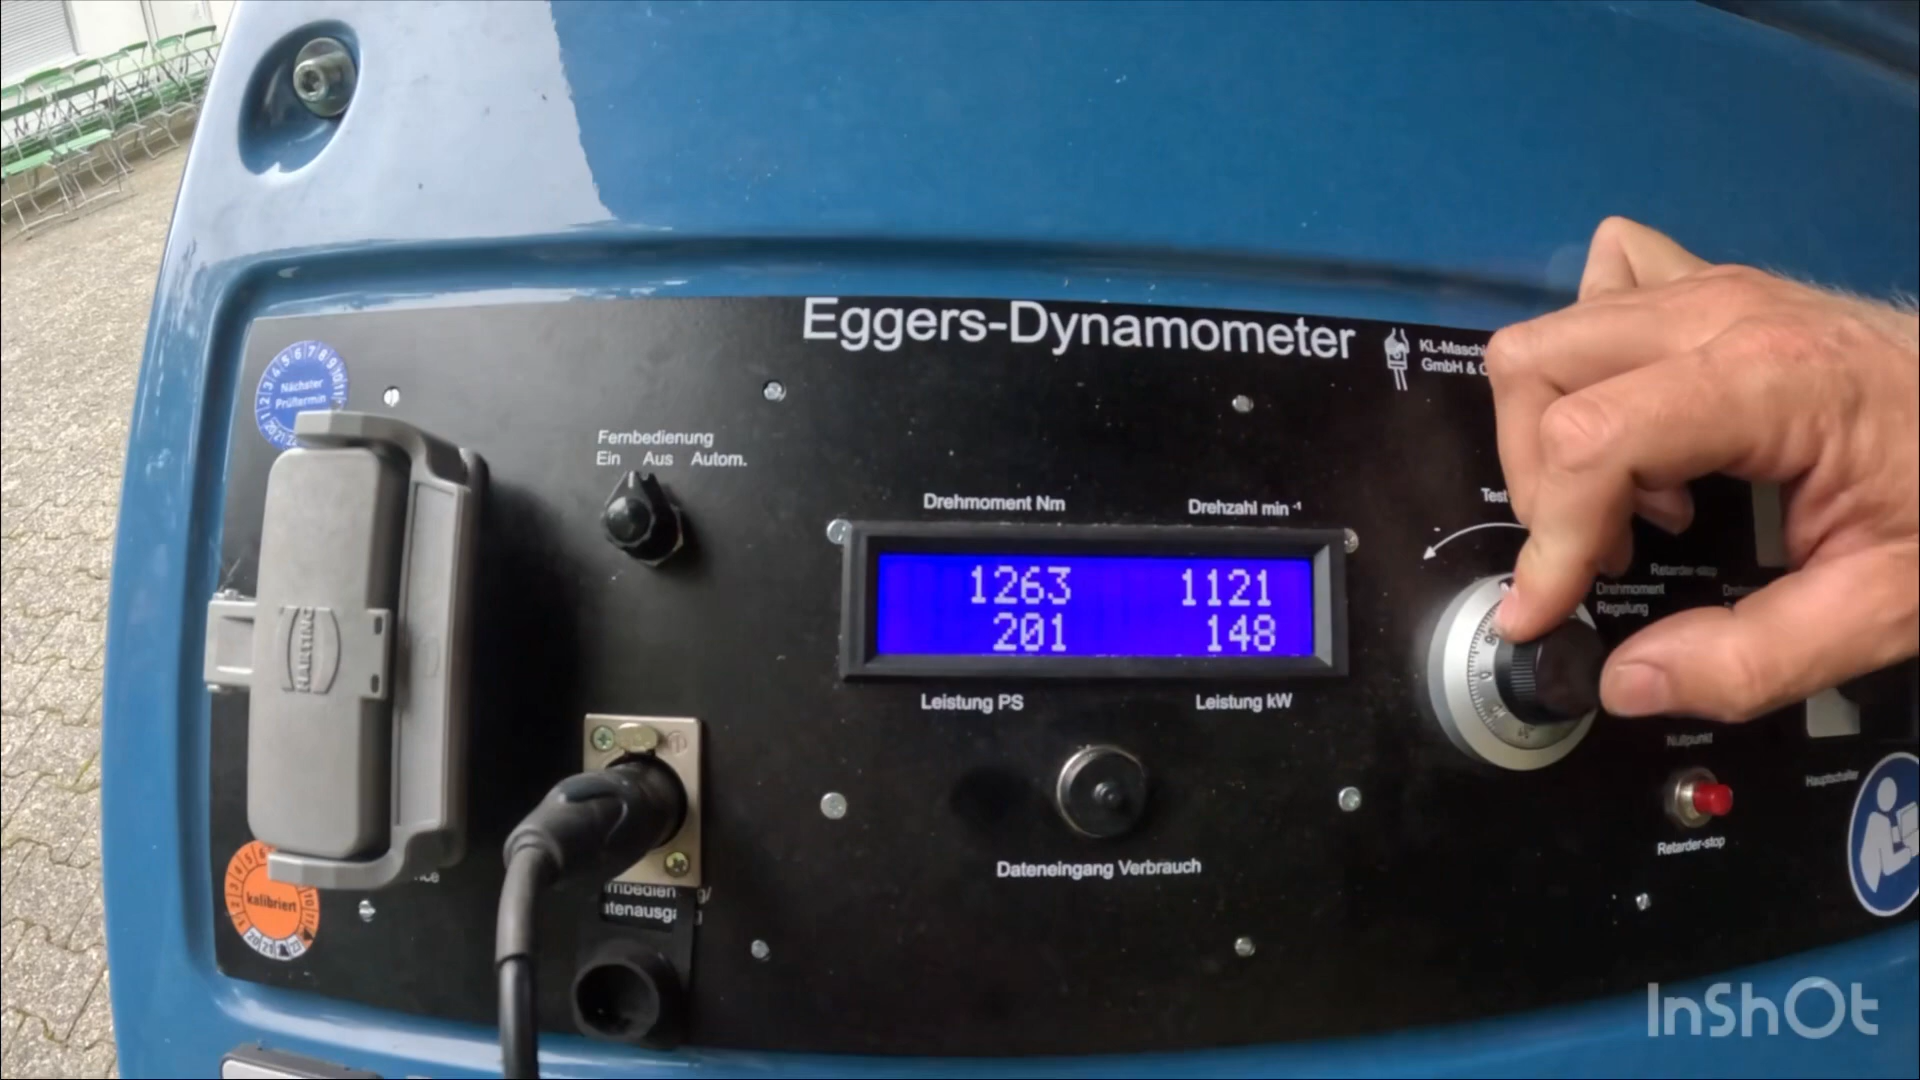 Eggers-Dynamometer
KL-Maschi
GmbH & C
Nächster
Prüftermin
Fernbedienung
Ein Aus Autom.
Drehmoment Nm
Drehzahl min -1
1263 1121
201 148
Leistung PS
Leistung kW
Test
Retarder-stop
Drehmoment
Regelung
HARTING
Nullpunkt
Hauptschalter
Retarder-stop
Dateneingang Verbrauch
kalibriert
InShOt